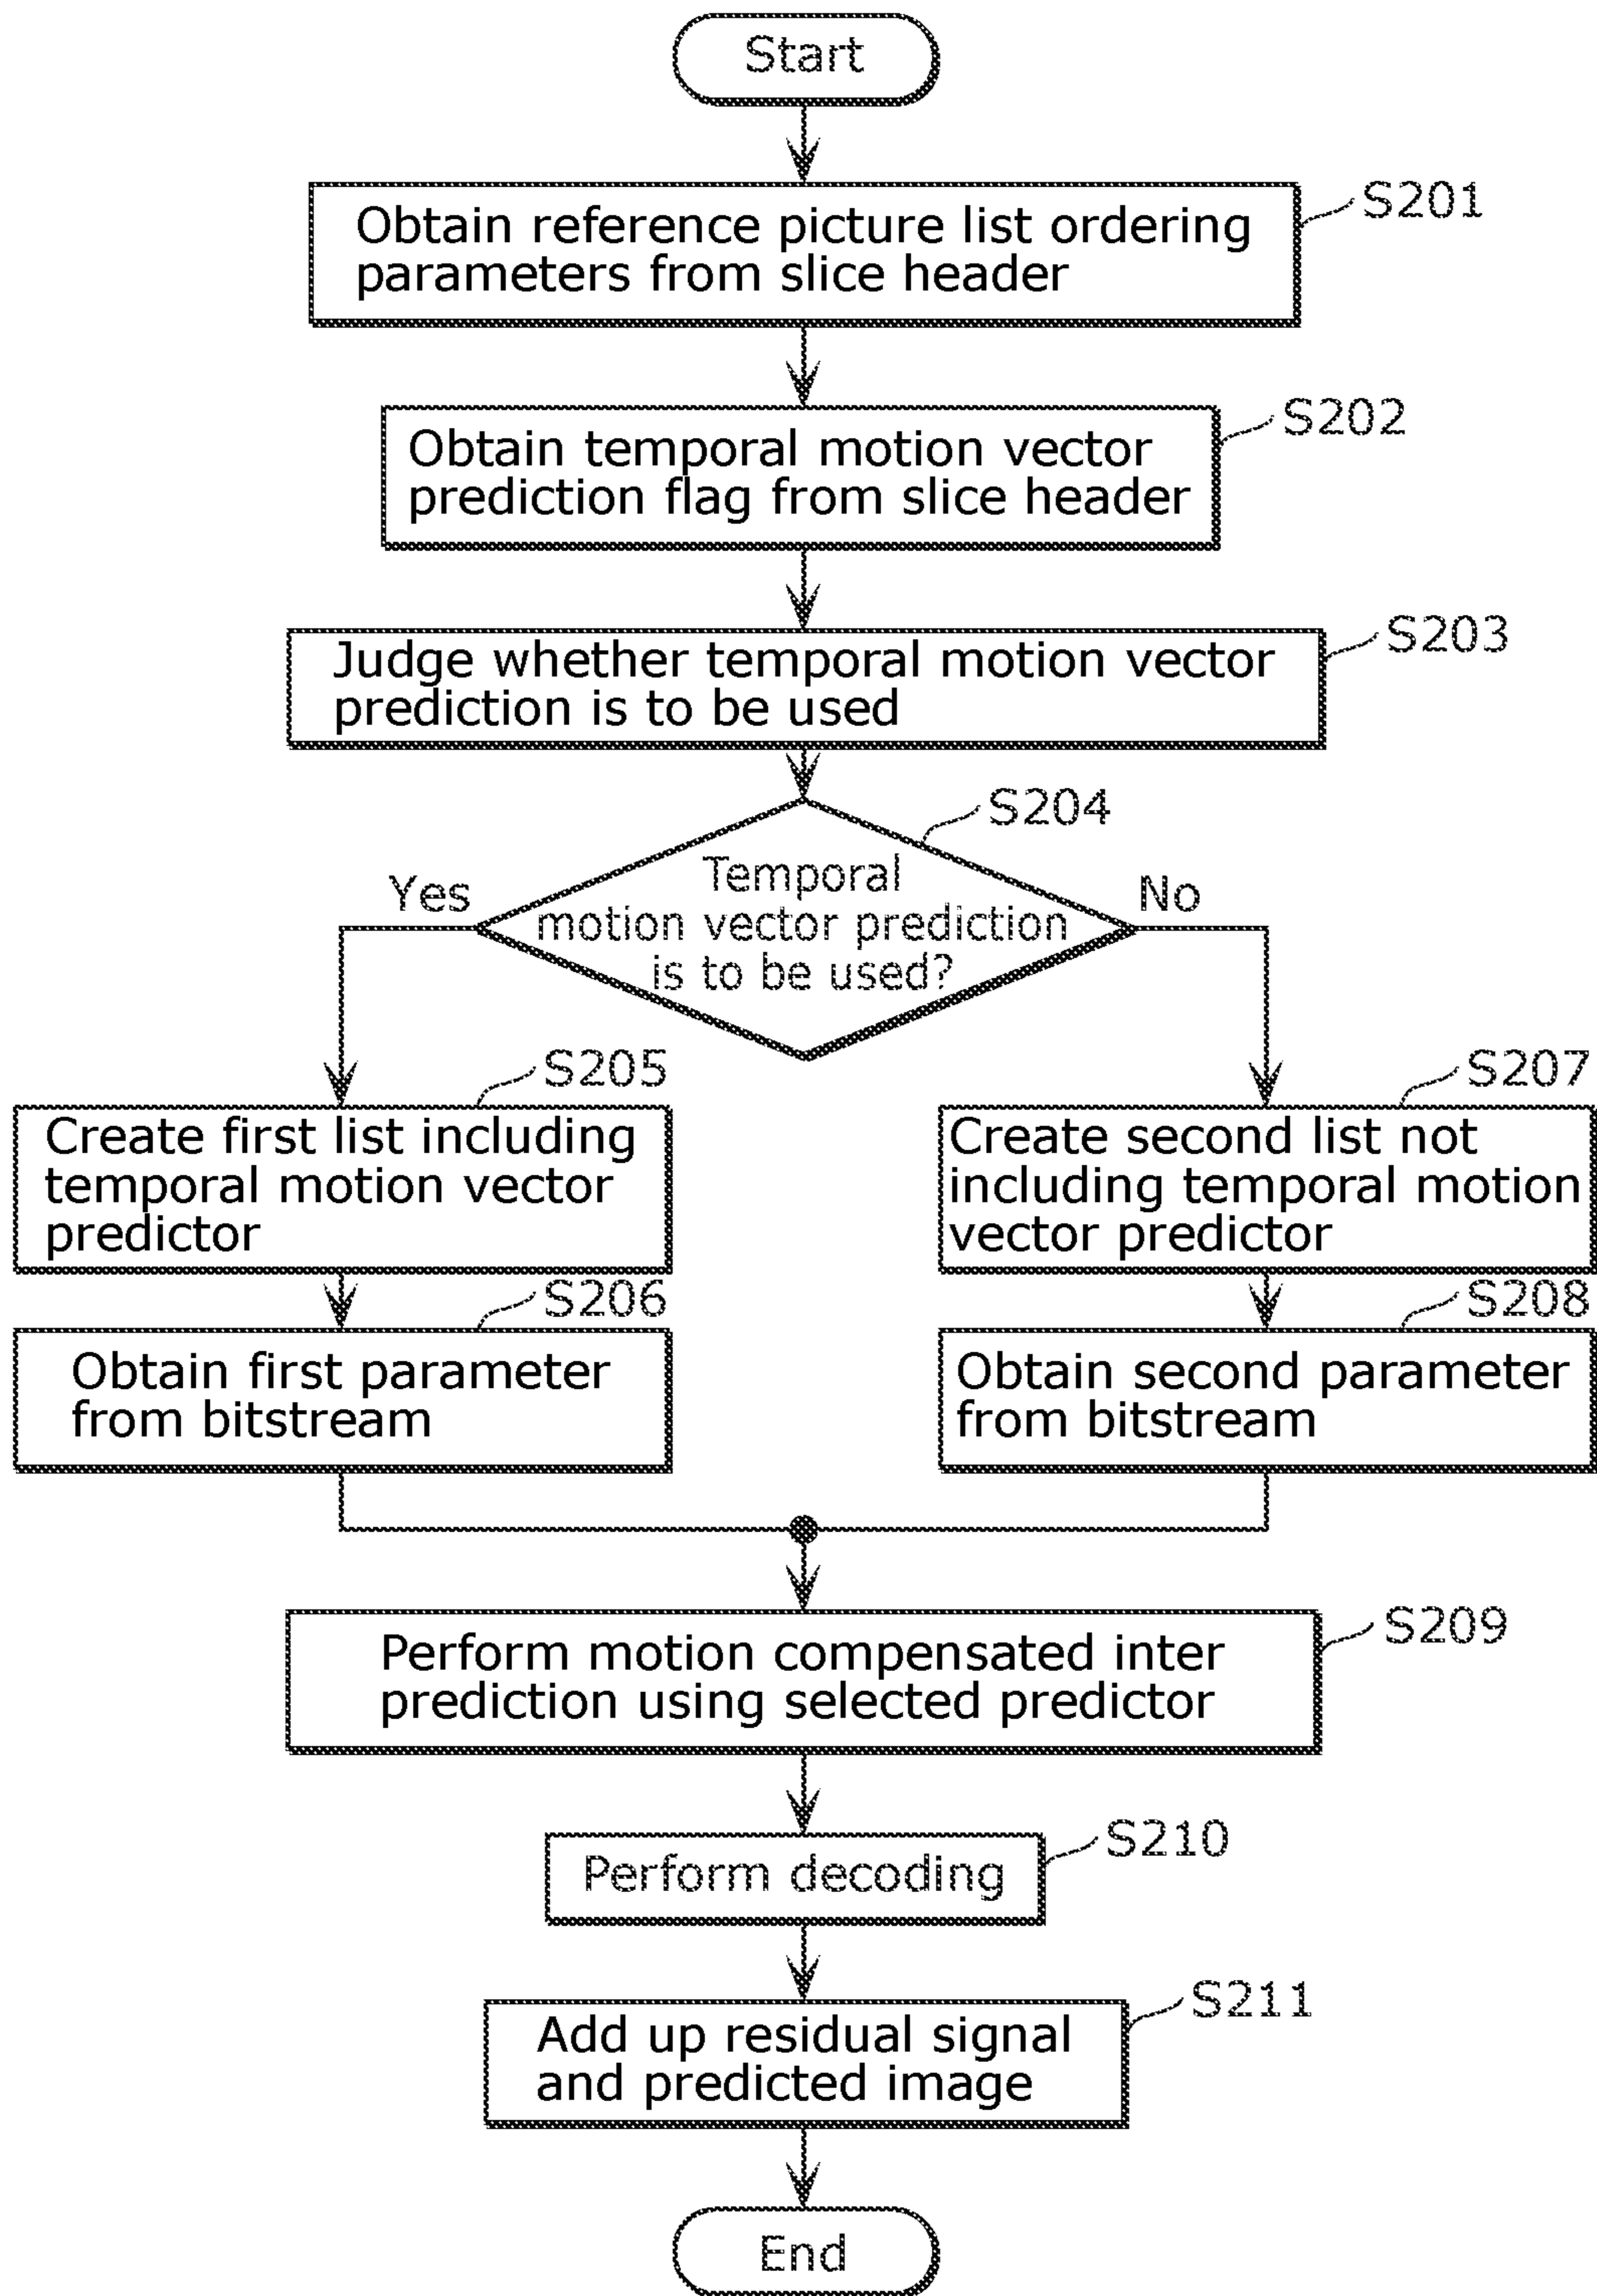 Start
S201
Obtain reference picture list ordering
parameters from slice header
S202
Obtain temporal motion vector
prediction flag from slice header
S203
Judge whether temporal motion vector
prediction is to be used
S204
Temporal
motion vector prediction
is to be used?
Yes
No
S205
Create first list including
temporal motion vector
predictor
S206
Obtain first parameter
from bitstream
S207
Create second list not
including temporal motion
vector predictor
S208
Obtain second parameter
from bitstream
S209
Perform motion compensated inter
prediction using selected predictor
S210
Perform decoding
S211
Add up residual signal
and predicted image
End